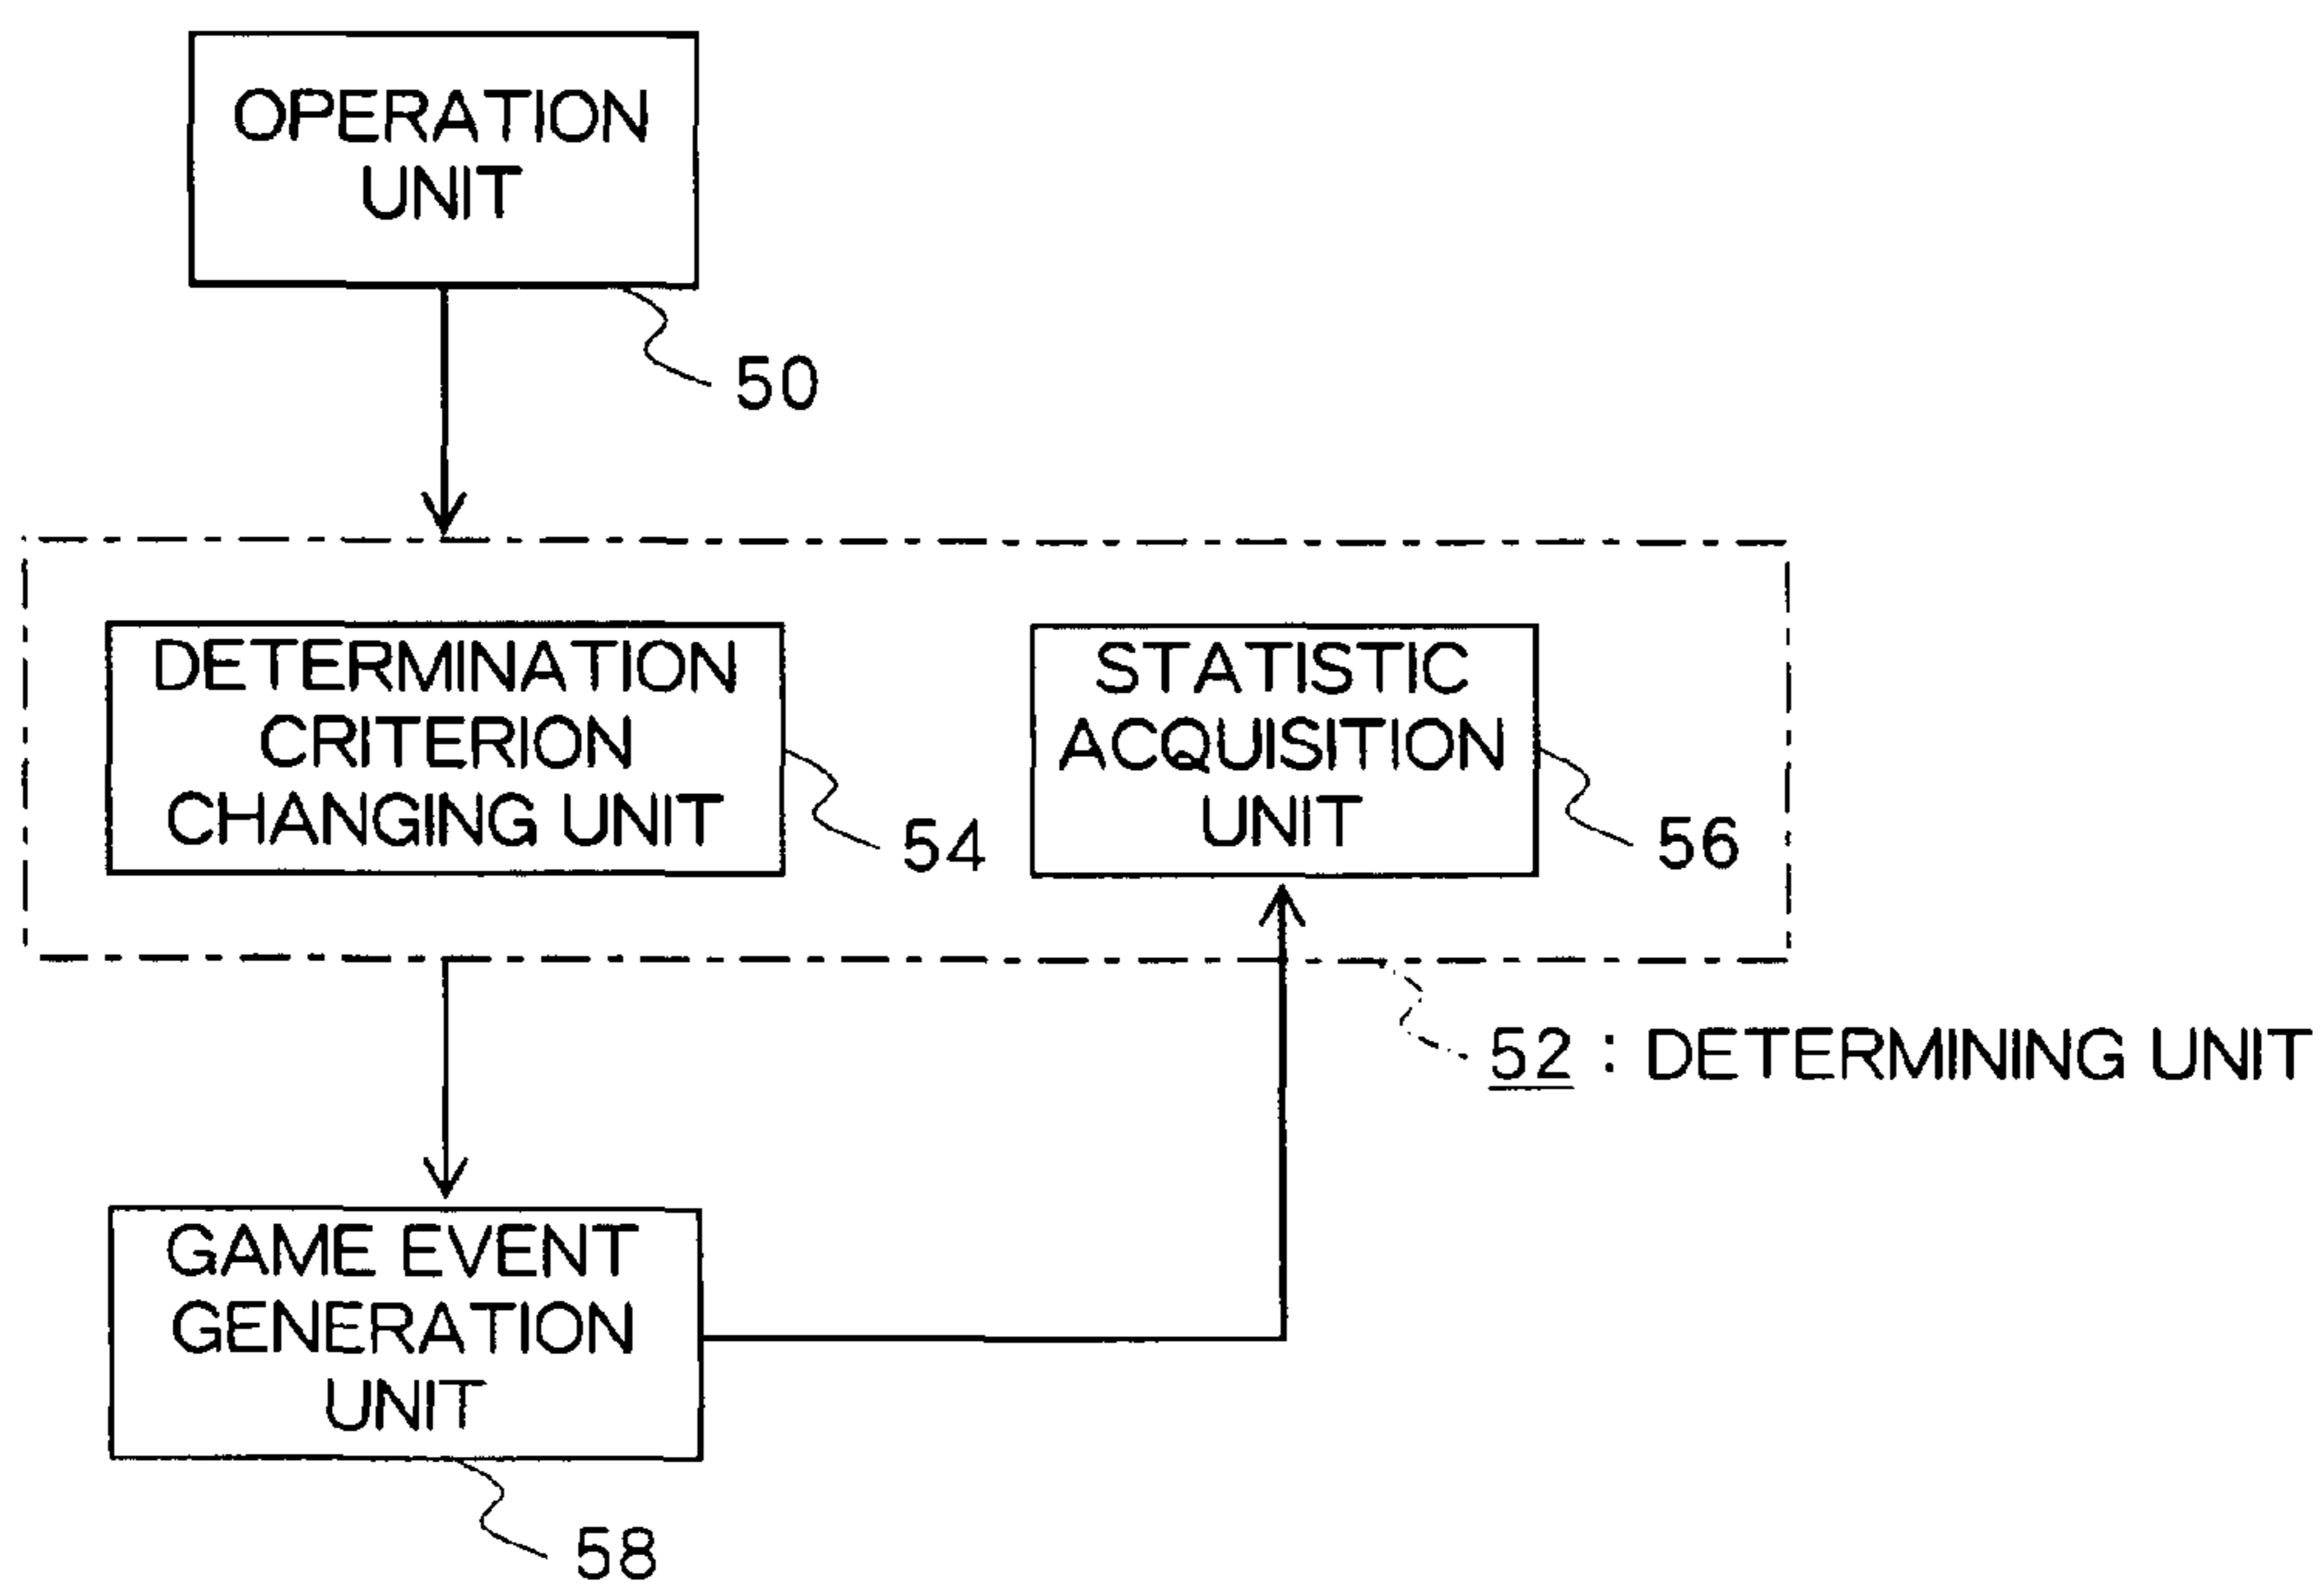 OPERATION
UNIT
50
DETERMINATION
CRITERION
CHANGING UNIT
54
STATISTIC
ACQUISITION
UNIT
56
52 : DETERMINING UNIT
GAME EVENT
GENERATION
UNIT
58